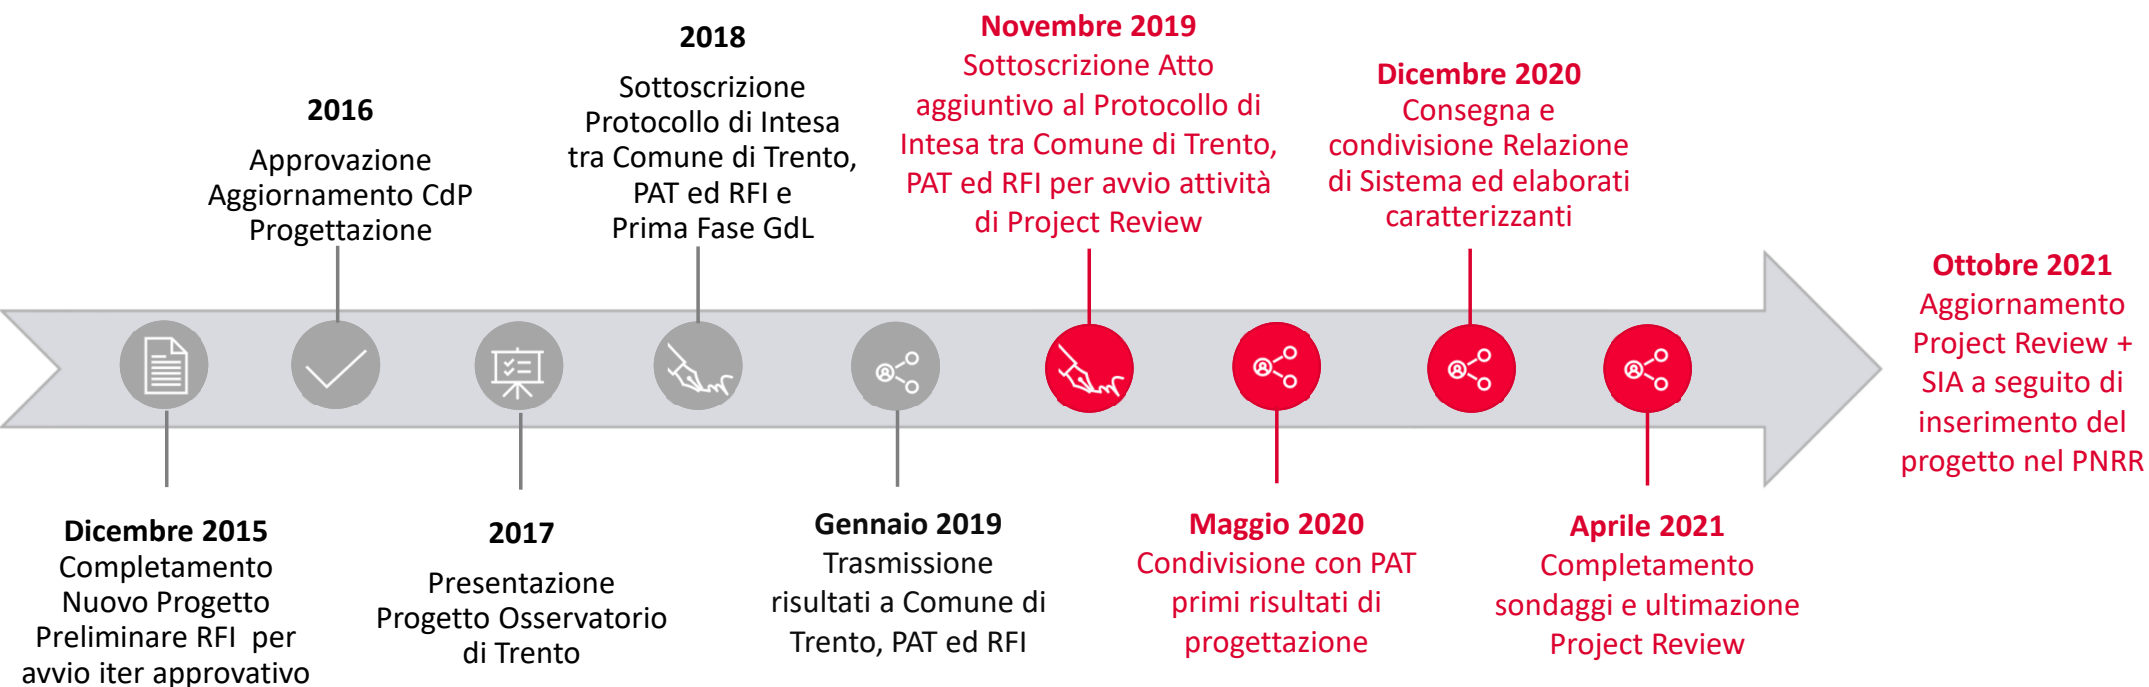 Dicembre 2015
Completamento
Nuovo Progetto
Preliminare RFI per
avvio iter approvativo
2016
Approvazione
Aggiornamento CdP
Progettazione
2017
Presentazione
Progetto Osservatorio
di Trento
2018
Sottoscrizione
Protocollo di Intesa
tra Comune di Trento,
PAT ed RFI e
Prima Fase GdL
Gennaio 2019
Trasmissione
risultati a Comune di
Trento, PAT ed RFI
Novembre 2019
Sottoscrizione Atto
aggiuntivo al Protocollo di
Intesa tra Comune di Trento,
PAT ed RFI per avvio attività
di Project Review
Maggio 2020
Condivisione con PAT
primi risultati di
progettazione
Dicembre 2020
Consegna e
condivisione Relazione
di Sistema ed elaborati
caratterizzanti
Aprile 2021
Completamento
sondaggi e ultimazione
Project Review
Ottobre 2021
Aggiornamento
Project Review +
SIA a seguito di
inserimento del
progetto nel PNRR